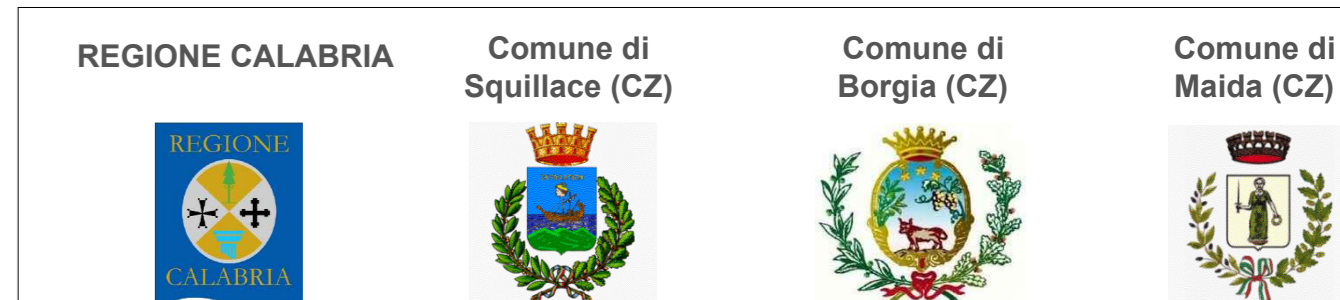 REGIONE CALABRIA
Comune di
Squillace (CZ)
Comune di
Borgia (CZ)
Comune di
Maida (CZ)
REGIONE
CALABRIA